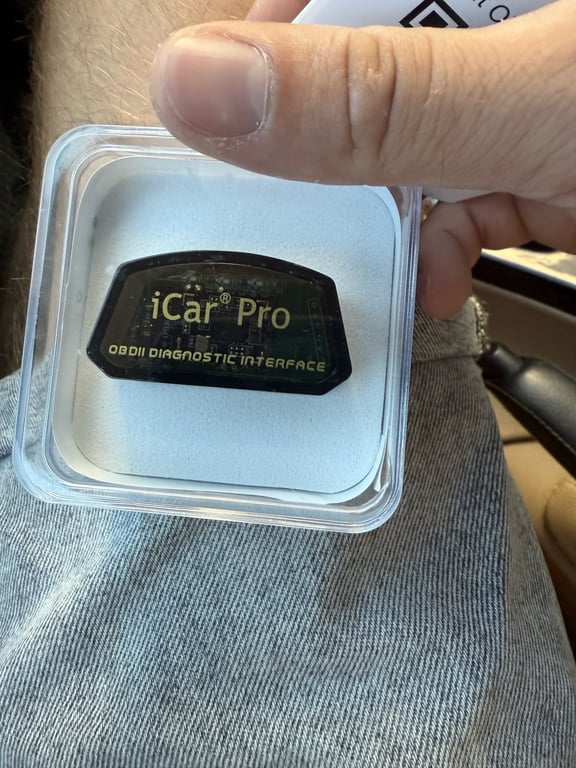 iCar® Pro
OBDII DIAGNOSTIC INTERFACE